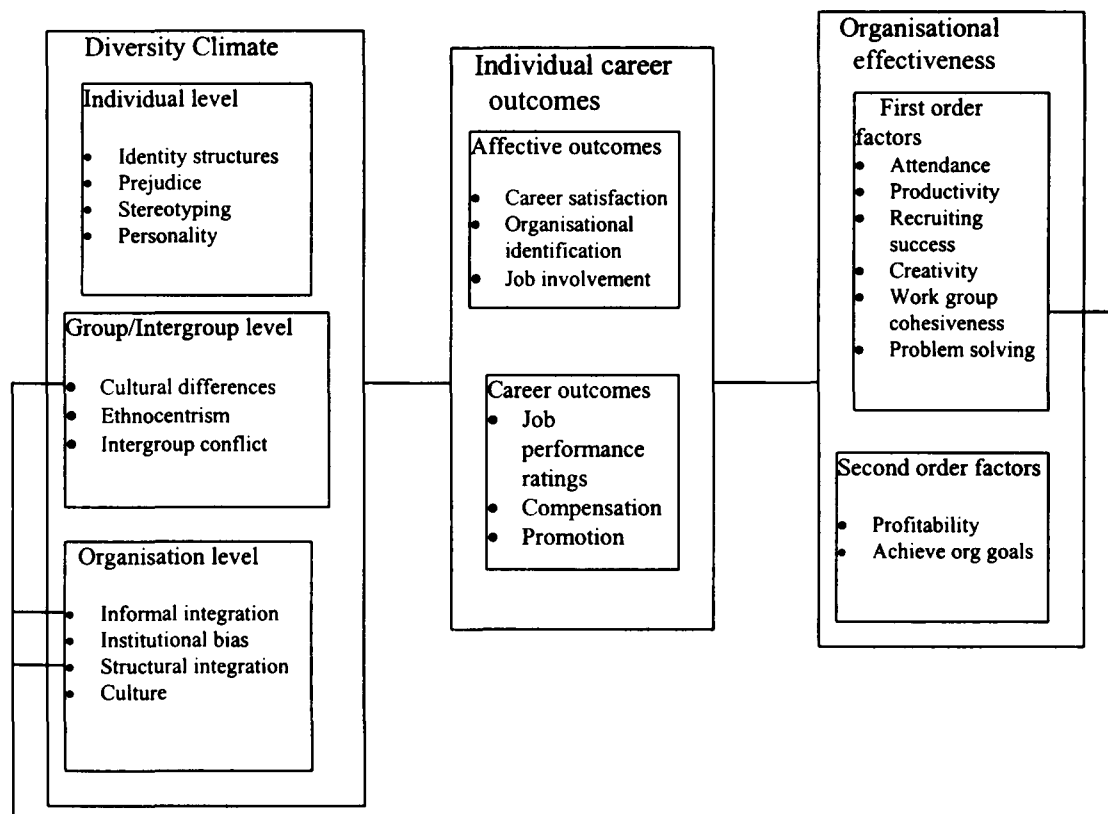 Diversity Climate
Individual level
• Identity structures
• Prejudice
• Stereotyping
• Personality
Group/Intergroup level
• Cultural differences
• Ethnocentrism
• Intergroup conflict
Organisation level
• Informal integration
• Institutional bias
• Structural integration
• Culture
Individual career
outcomes
Affective outcomes
• Career satisfaction
• Organisational
identification
• Job involvement
Career outcomes
• Job
performance
ratings
• Compensation
• Promotion
Organisational
effectiveness
First order
factors
• Attendance
• Productivity
• Recruiting
success
• Creativity
• Work group
cohesiveness
• Problem solving
Second order factors
• Profitability
• Achieve org goals